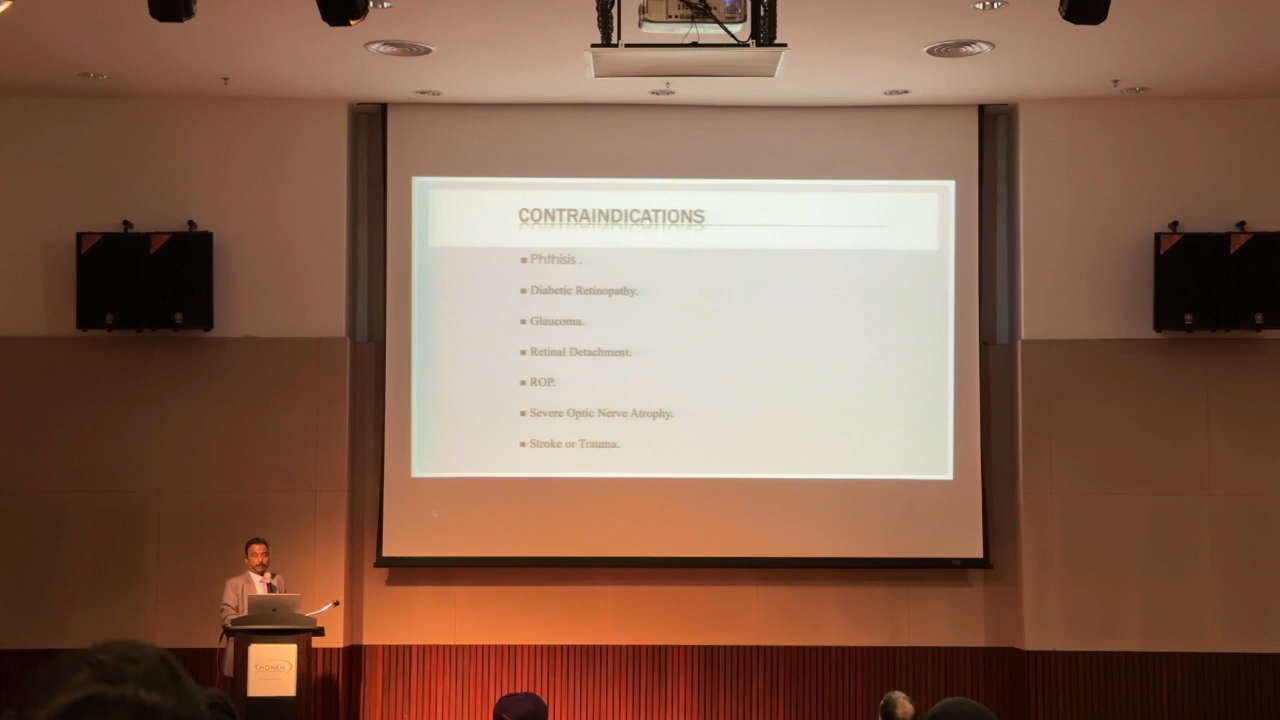 CONTRAINDICATIONS
Phthisis .
Diabetic Retinopathy.
Glaucoma.
Retinal Detachment.
ROP.
Severe Optic Nerve Atrophy.
Stroke or Trauma.